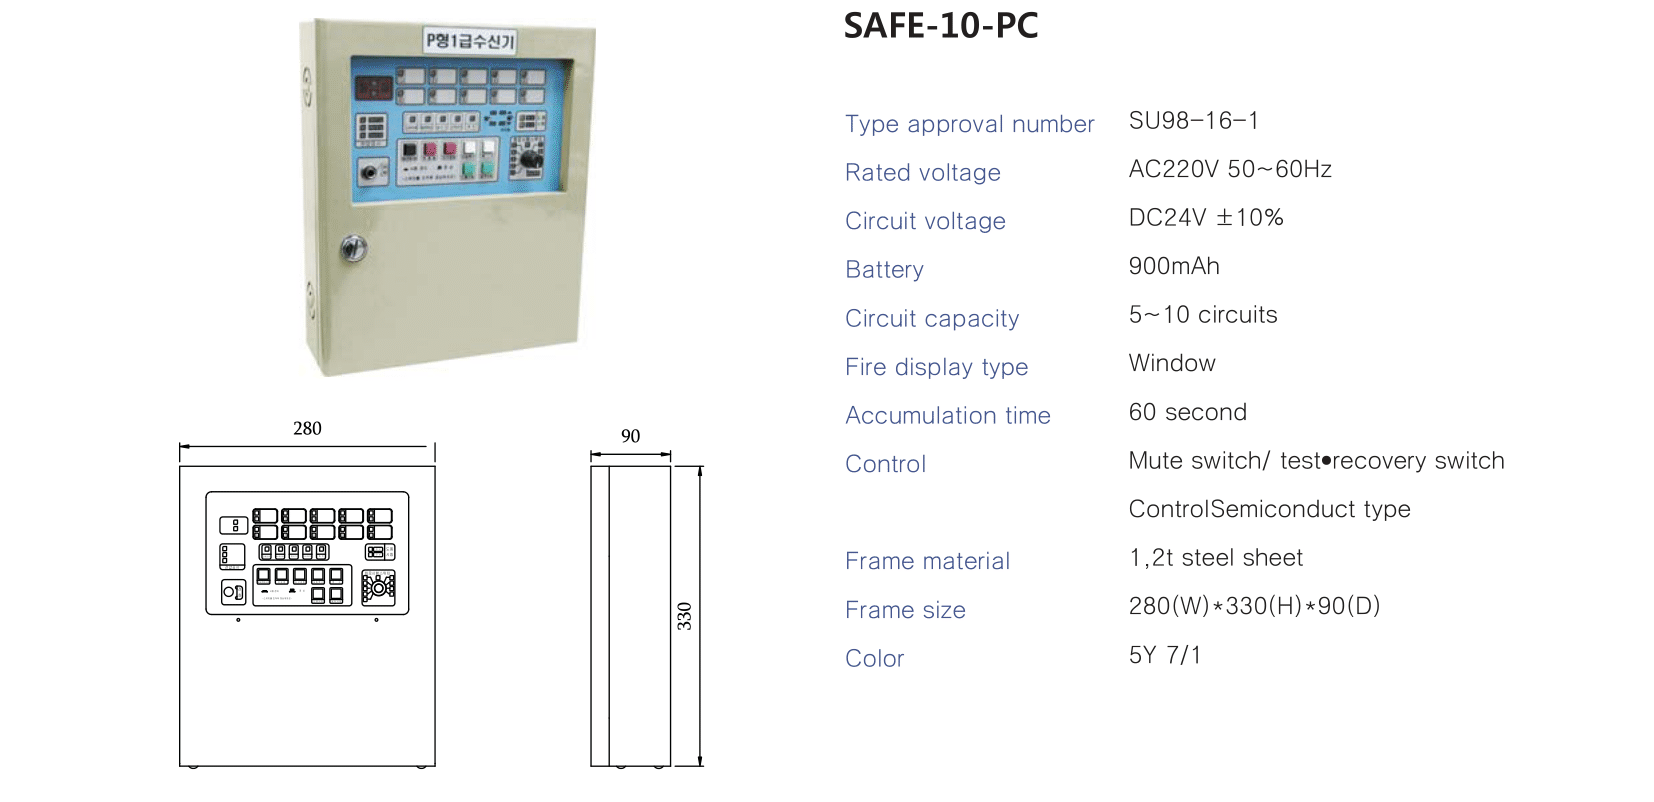 P형1급수신기
280
90
330
SAFE-10-PC
Type approval number SU98-16-1
Rated voltage AC220V 50~60Hz
Circuit voltage DC24V ±10%
Battery 900mAh
Circuit capacity 5~10 circuits
Fire display type Window
Accumulation time 60 second
Control Mute switch/ test•recovery switch
ControlSemiconduct type
Frame material 1,2t steel sheet
Frame size 280(W)*330(H)*90(D)
Color 5Y 7/1